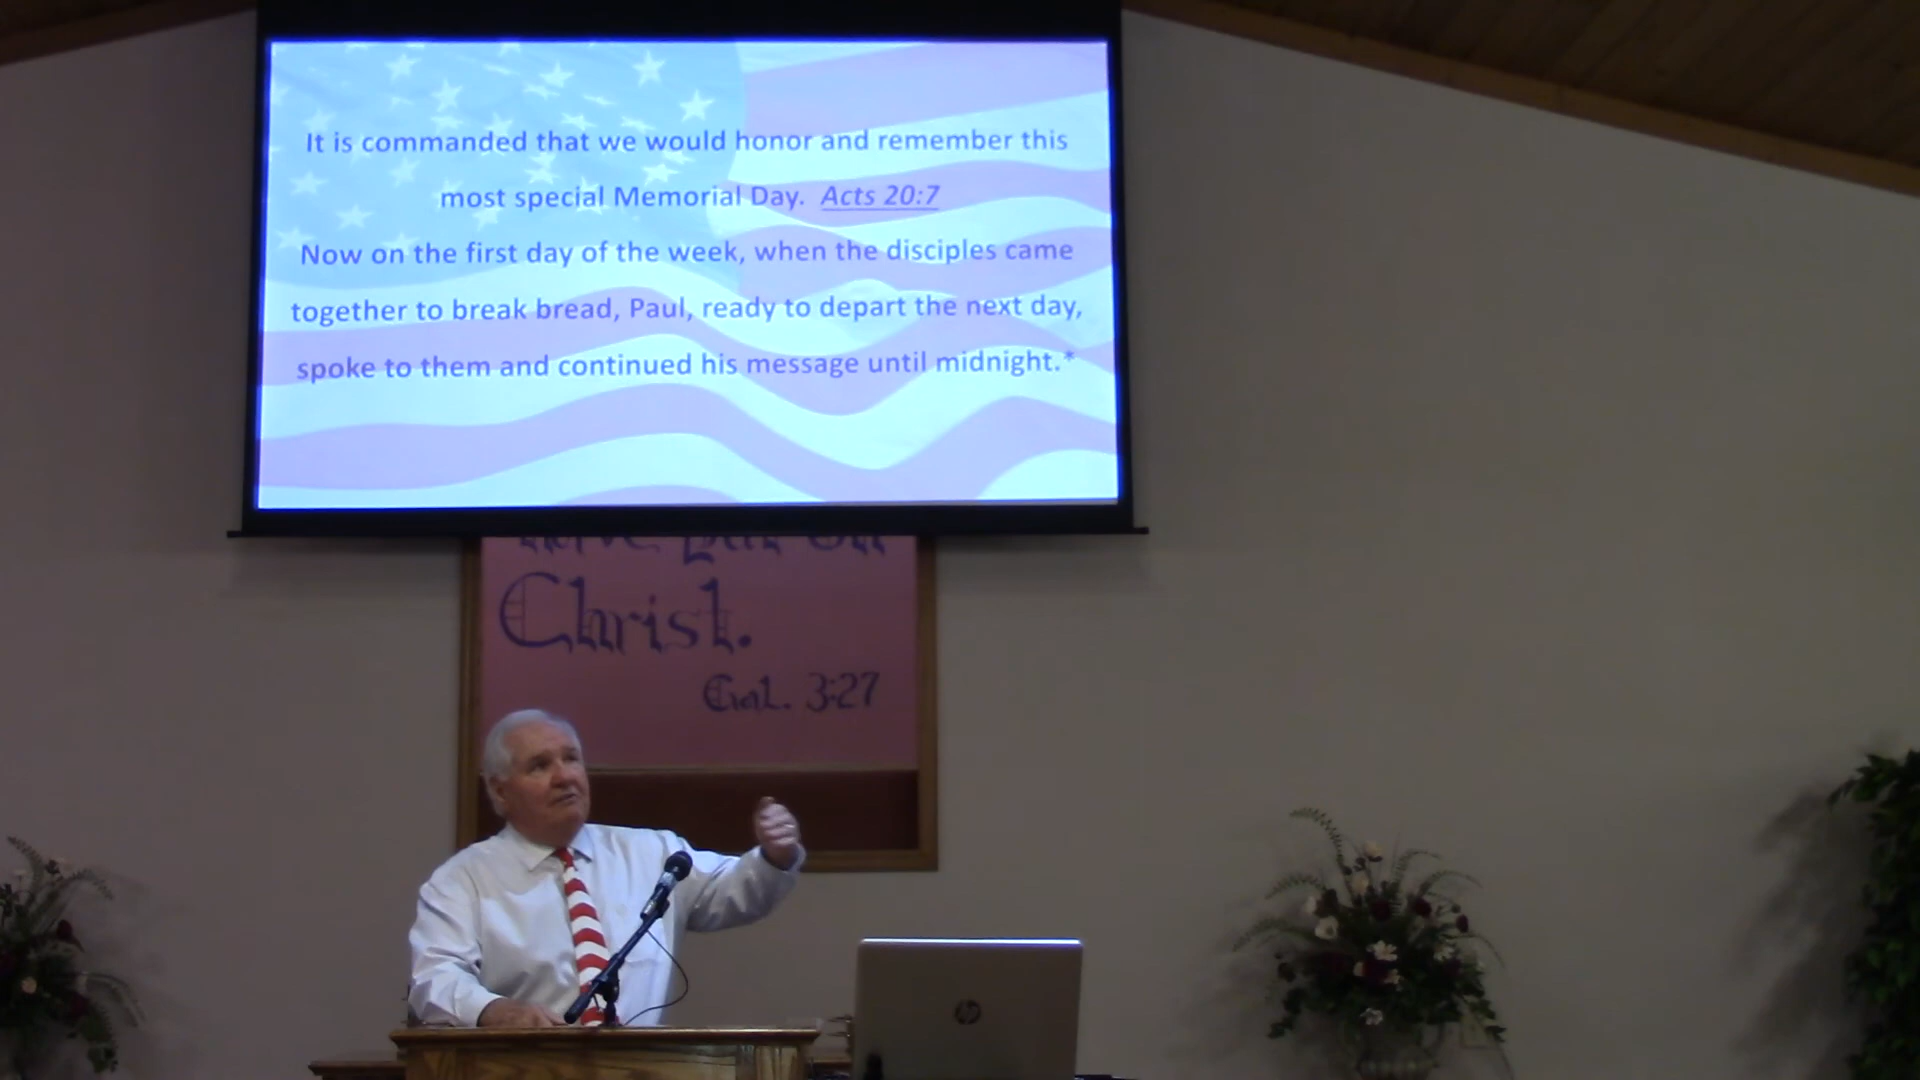 It is commanded that we would honor and remember this
most special Memorial Day. Acts 20:7
Now on the first day of the week, when the disciples came
together to break bread, Paul, ready to depart the next day,
spoke to them and continued his message until midnight.*
Christ.
Gal. 3:27
hp